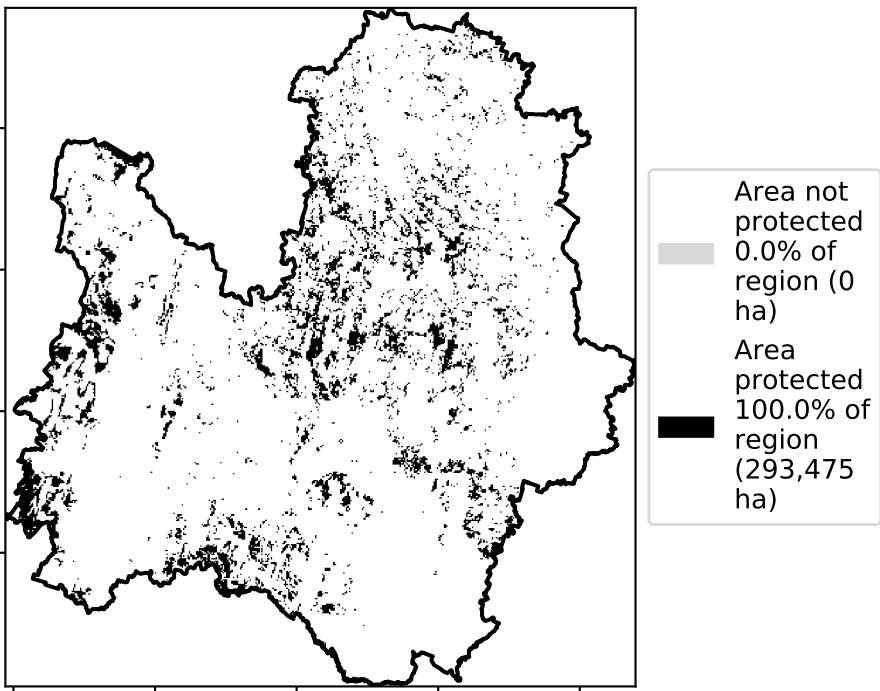 Area not
protected
0.0% of
region (0
ha)
Area
protected
100.0% of
region
(293,475
ha)